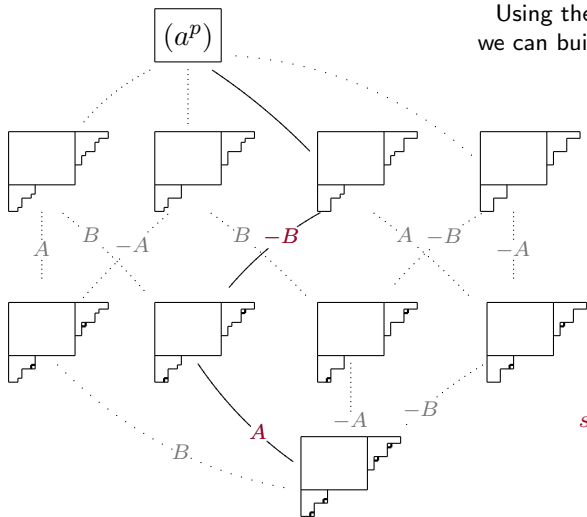 Using the
we can bui
(a^p)
−B
A B −A B A −B −A
A −A −B
B
s